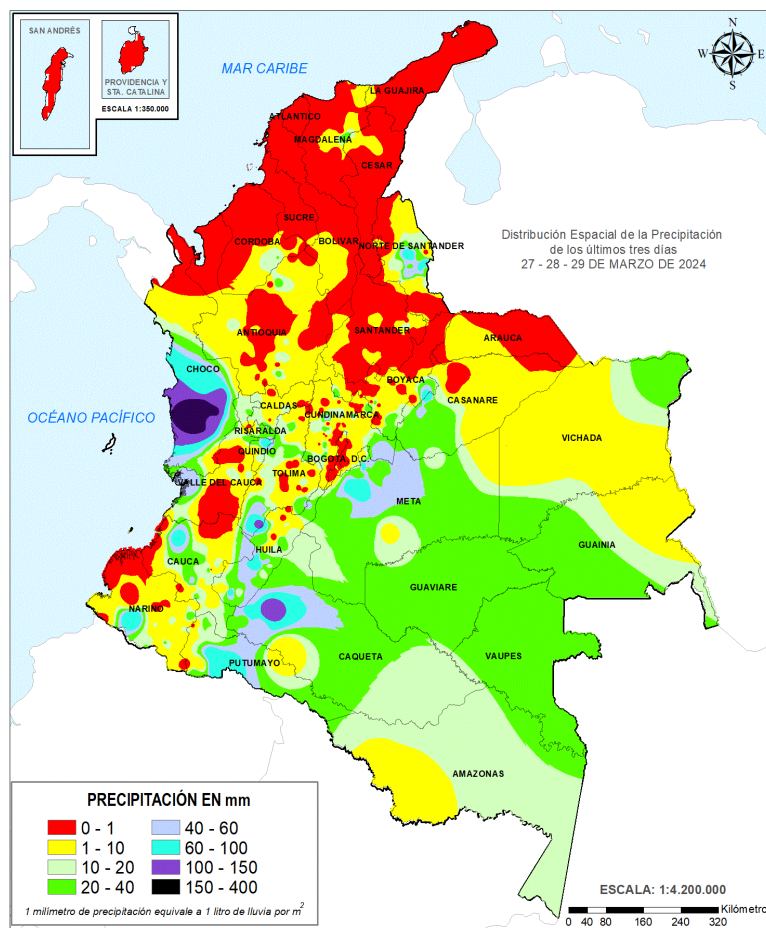 SAN ANDRÉS
PROVIDENCIA Y
STA. CATALINA
ESCALA 1:350.000
MAR CARIBE
N
W E
S
LA GUAJIRA
ATLANTICO
MAGDALENA
CESAR
SUCRE
CORDOBA
BOLIVAR
NORTE DE SANTANDER
Distribución Espacial de la Precipitación
de los últimos tres días
27 - 28 - 29 DE MARZO DE 2024
ANTIOQUIA
SANTANDER
ARAUCA
CHOCO
BOYACA
CASANARE
OCÉANO PACÍFICO
CALDAS
CUNDINAMARCA
RISARALDA
VICHADA
QUINDIO
BOGOTA, D.C.
TOLIMA
VALLE DEL CAUCA
META
HUILA
GUAINIA
CAUCA
GUAVIARE
NARIÑO
PUTUMAYO
CAQUETA
VAUPES
AMAZONAS
PRECIPITACIÓN EN mm
0 - 1
1 - 10
10 - 20
20 - 40
40 - 60
60 - 100
100 - 150
150 - 400
1 milímetro de precipitación equivale a 1 litro de lluvia por m²
ESCALA: 1:4.200.000
Kilómetro
0 40 80 160 240 320